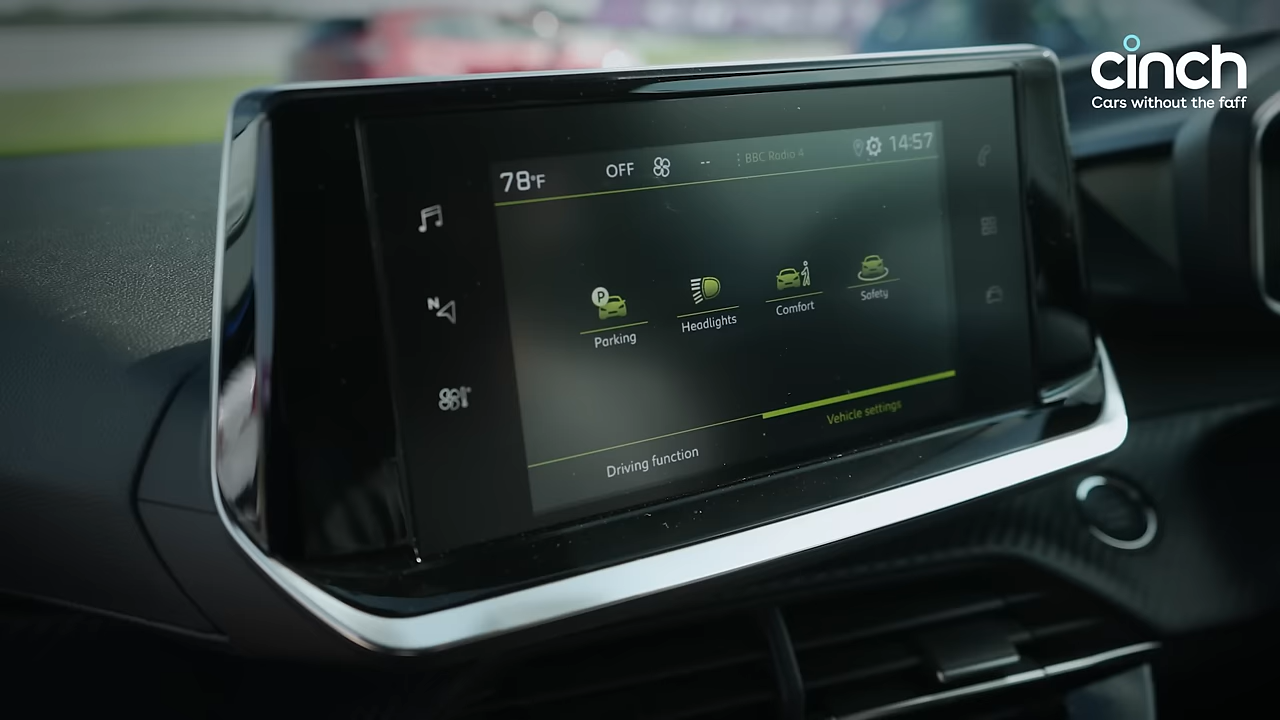 cinch
Cars without the faff
78°F OFF -- BBC Radio 4 14:57
N
P
Parking Headlights Comfort Safety
Driving function Vehicle settings